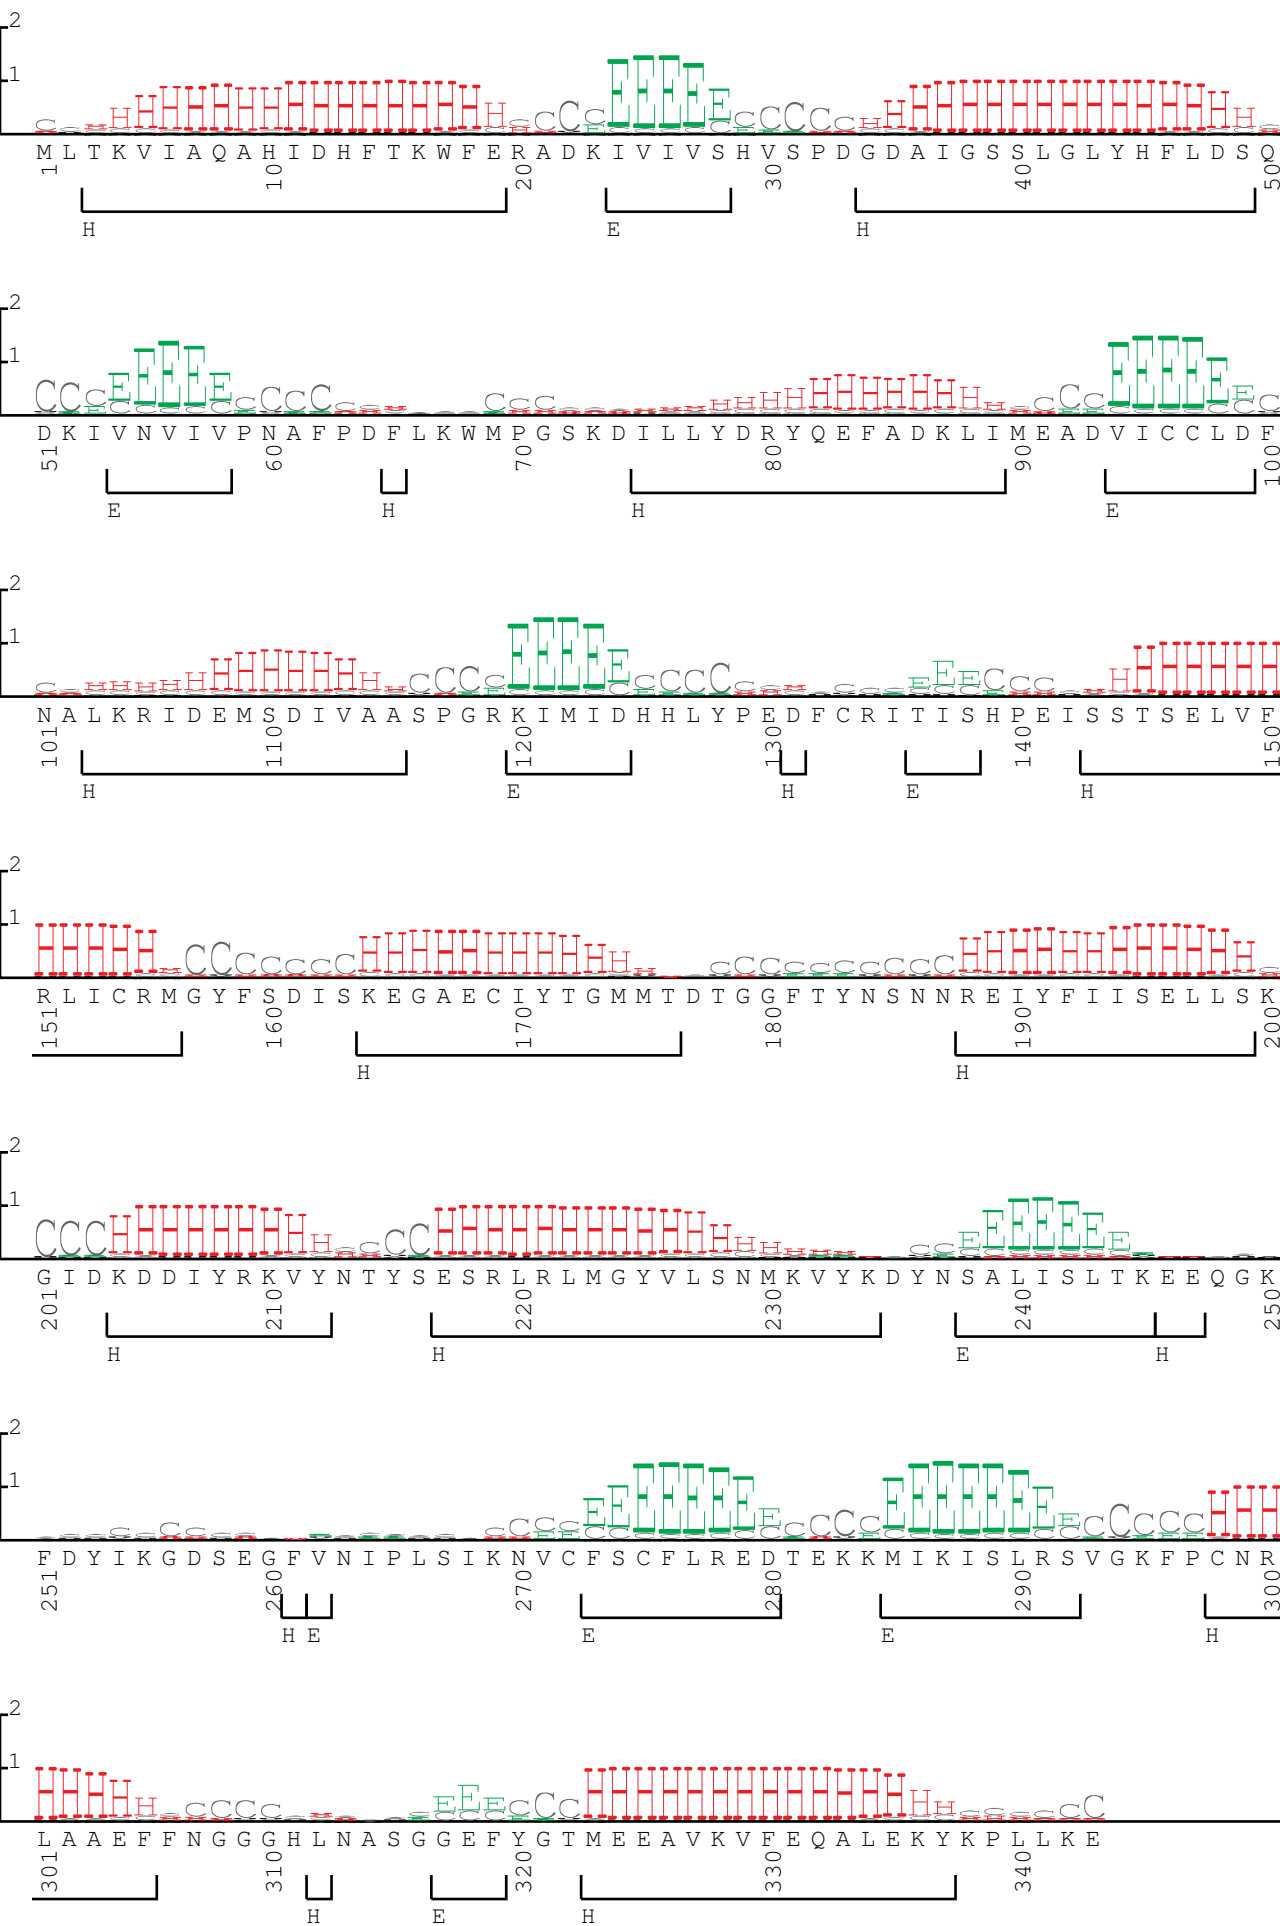 2
1
M L T K V I A Q A H I D H F T K W F E R A D K I V I V S H V S P D G D A I G S S L G L Y H F L D S Q
1 10 20 30 40 50
H E H
2
1
D K I V N V I V P N A F P D F L K W M P G S K D I L L Y D R Y Q E F A D K L I M E A D V I C C L D F
51 60 70 80 90 100
E H H E
2
1
N A L K R I D E M S D I V A A S P G R K I M I D H H L Y P E D F C R I T I S H P E I S S T S E L V F
101 110 120 130 140 150
H E H E H
2
1
R L I C R M G Y F S D I S K E G A E C I Y T G M M T D T G G F T Y N S N N R E I Y F I I S E L L S K
151 160 170 180 190 200
H H
2
1
G I D K D D I Y R K V Y N T Y S E S R L R L M G Y V L S N M K V Y K D Y N S A L I S L T K E E Q G K
201 210 220 230 240 250
H H E H
2
1
F D Y I K G D S E G F V N I P L S I K N V C F S C F L R E D T E K K M I K I S L R S V G K F P C N R
251 260 270 280 290 300
H E E E H
2
1
L A A E F F N G G G H L N A S G G E F Y G T M E E A V K V F E Q A L E K Y K P L L K E
301 310 320 330 340
H E H